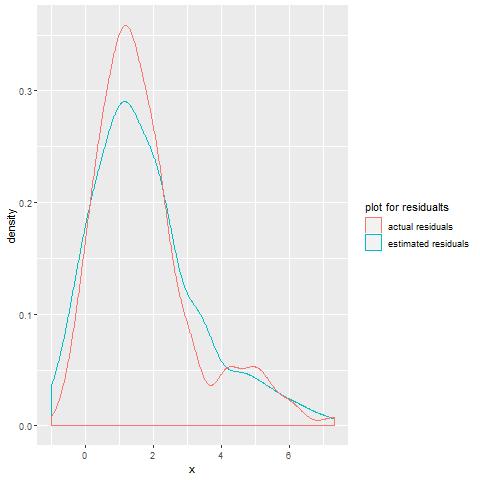 0.3
0.2
0.1
0.0
density
0
2
4
6
x
plot for residualts
actual residuals
estimated residuals